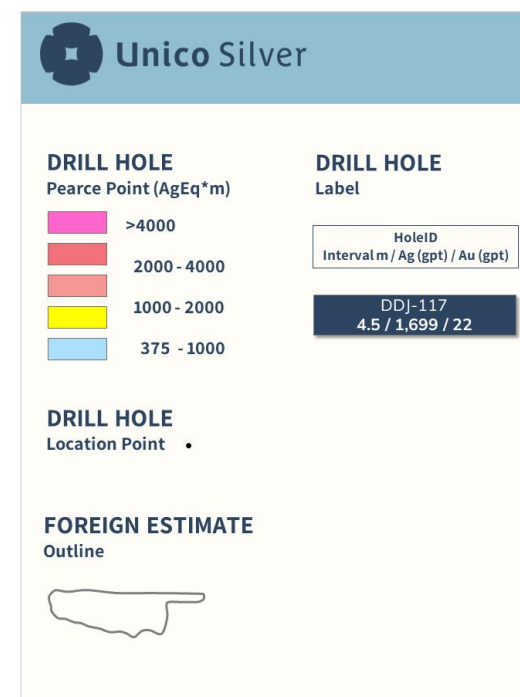 Unico Silver
DRILL HOLE
Pearce Point (AgEq*m)
>4000
2000 - 4000
1000 - 2000
375 - 1000
DRILL HOLE
Label
HoleID
Interval m / Ag (gpt) / Au (gpt)
DDJ-117
4.5 / 1,699 / 22
DRILL HOLE
Location Point
FOREIGN ESTIMATE
Outline